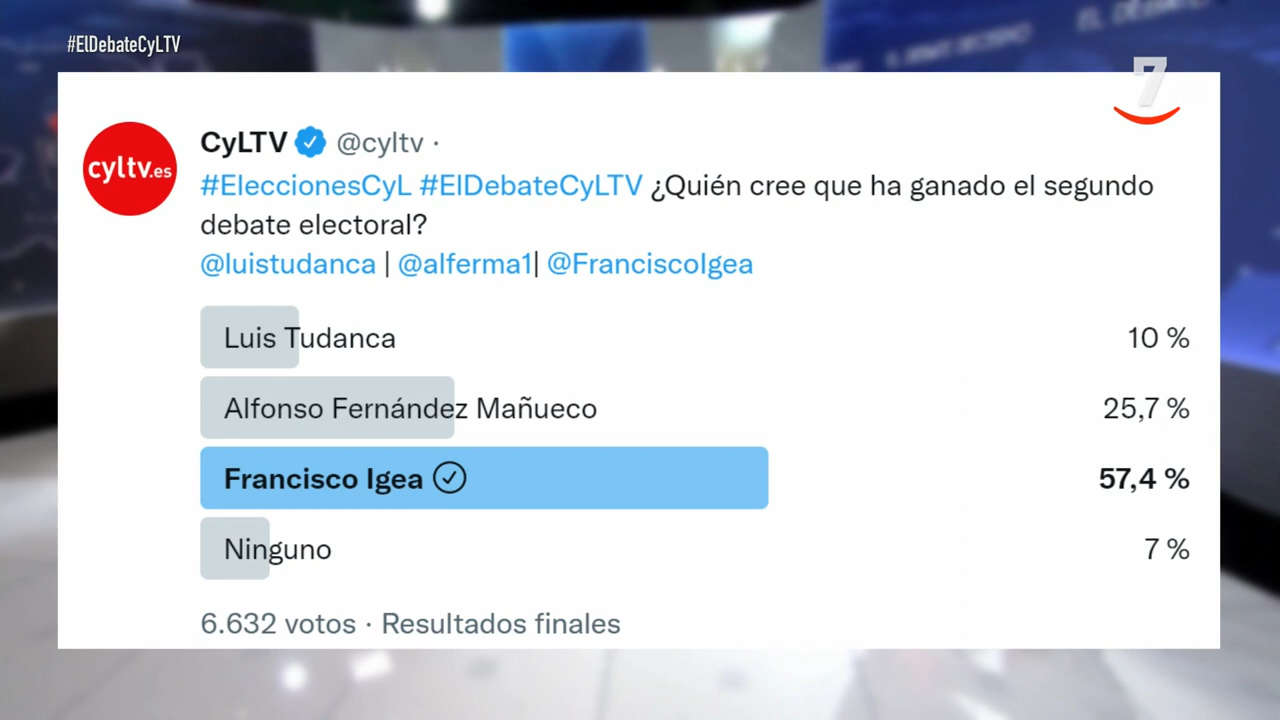 #ElDebateCyLTV
EL DEBATE
7
cyltv.es
CyLTV @cyltv ·
#EleccionesCyL #ElDebateCyLTV ¿Quién cree que ha ganado el segundo
debate electoral?
@luistudanca | @alferma1| @FranciscoIgea
Luis Tudanca 10 %
Alfonso Fernández Mañueco 25,7 %
Francisco Igea 57,4 %
Ninguno 7 %
6.632 votos · Resultados finales